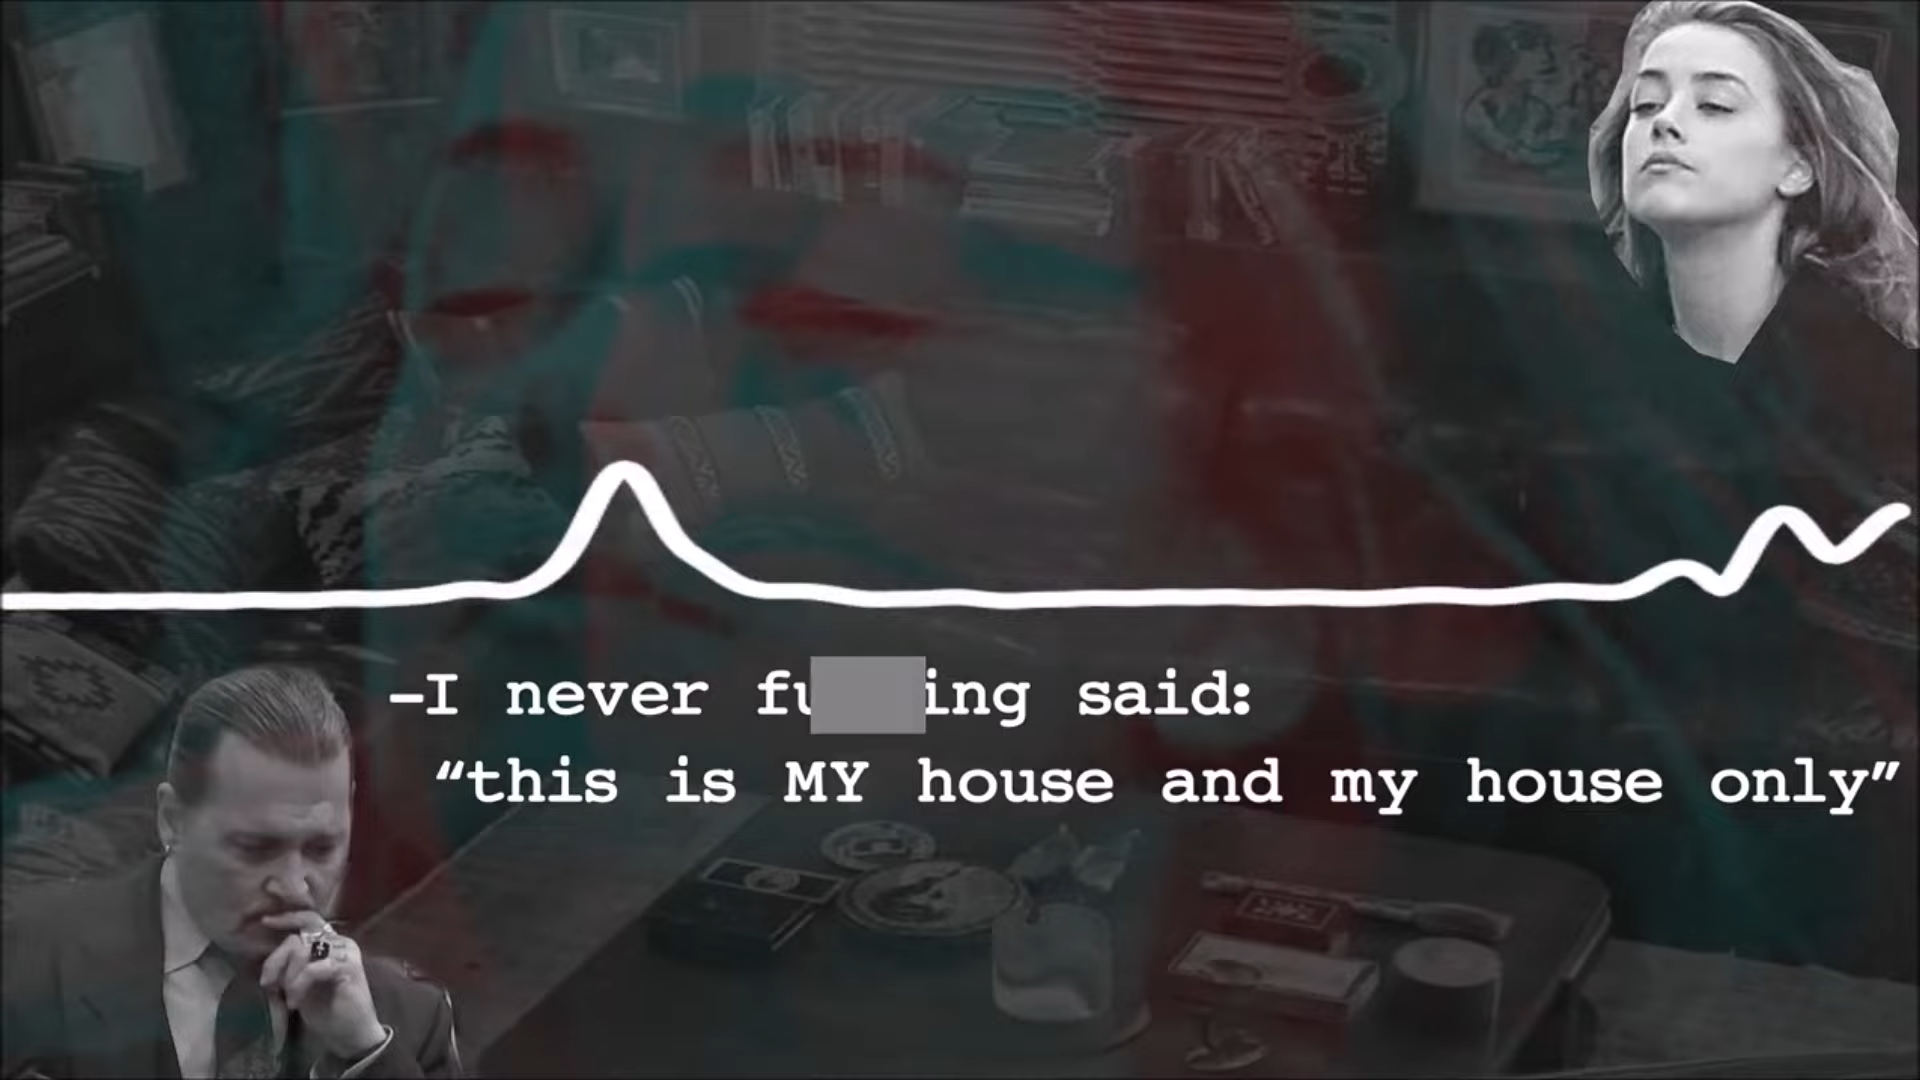 -I never fu ing said:
“this is MY house and my house only”